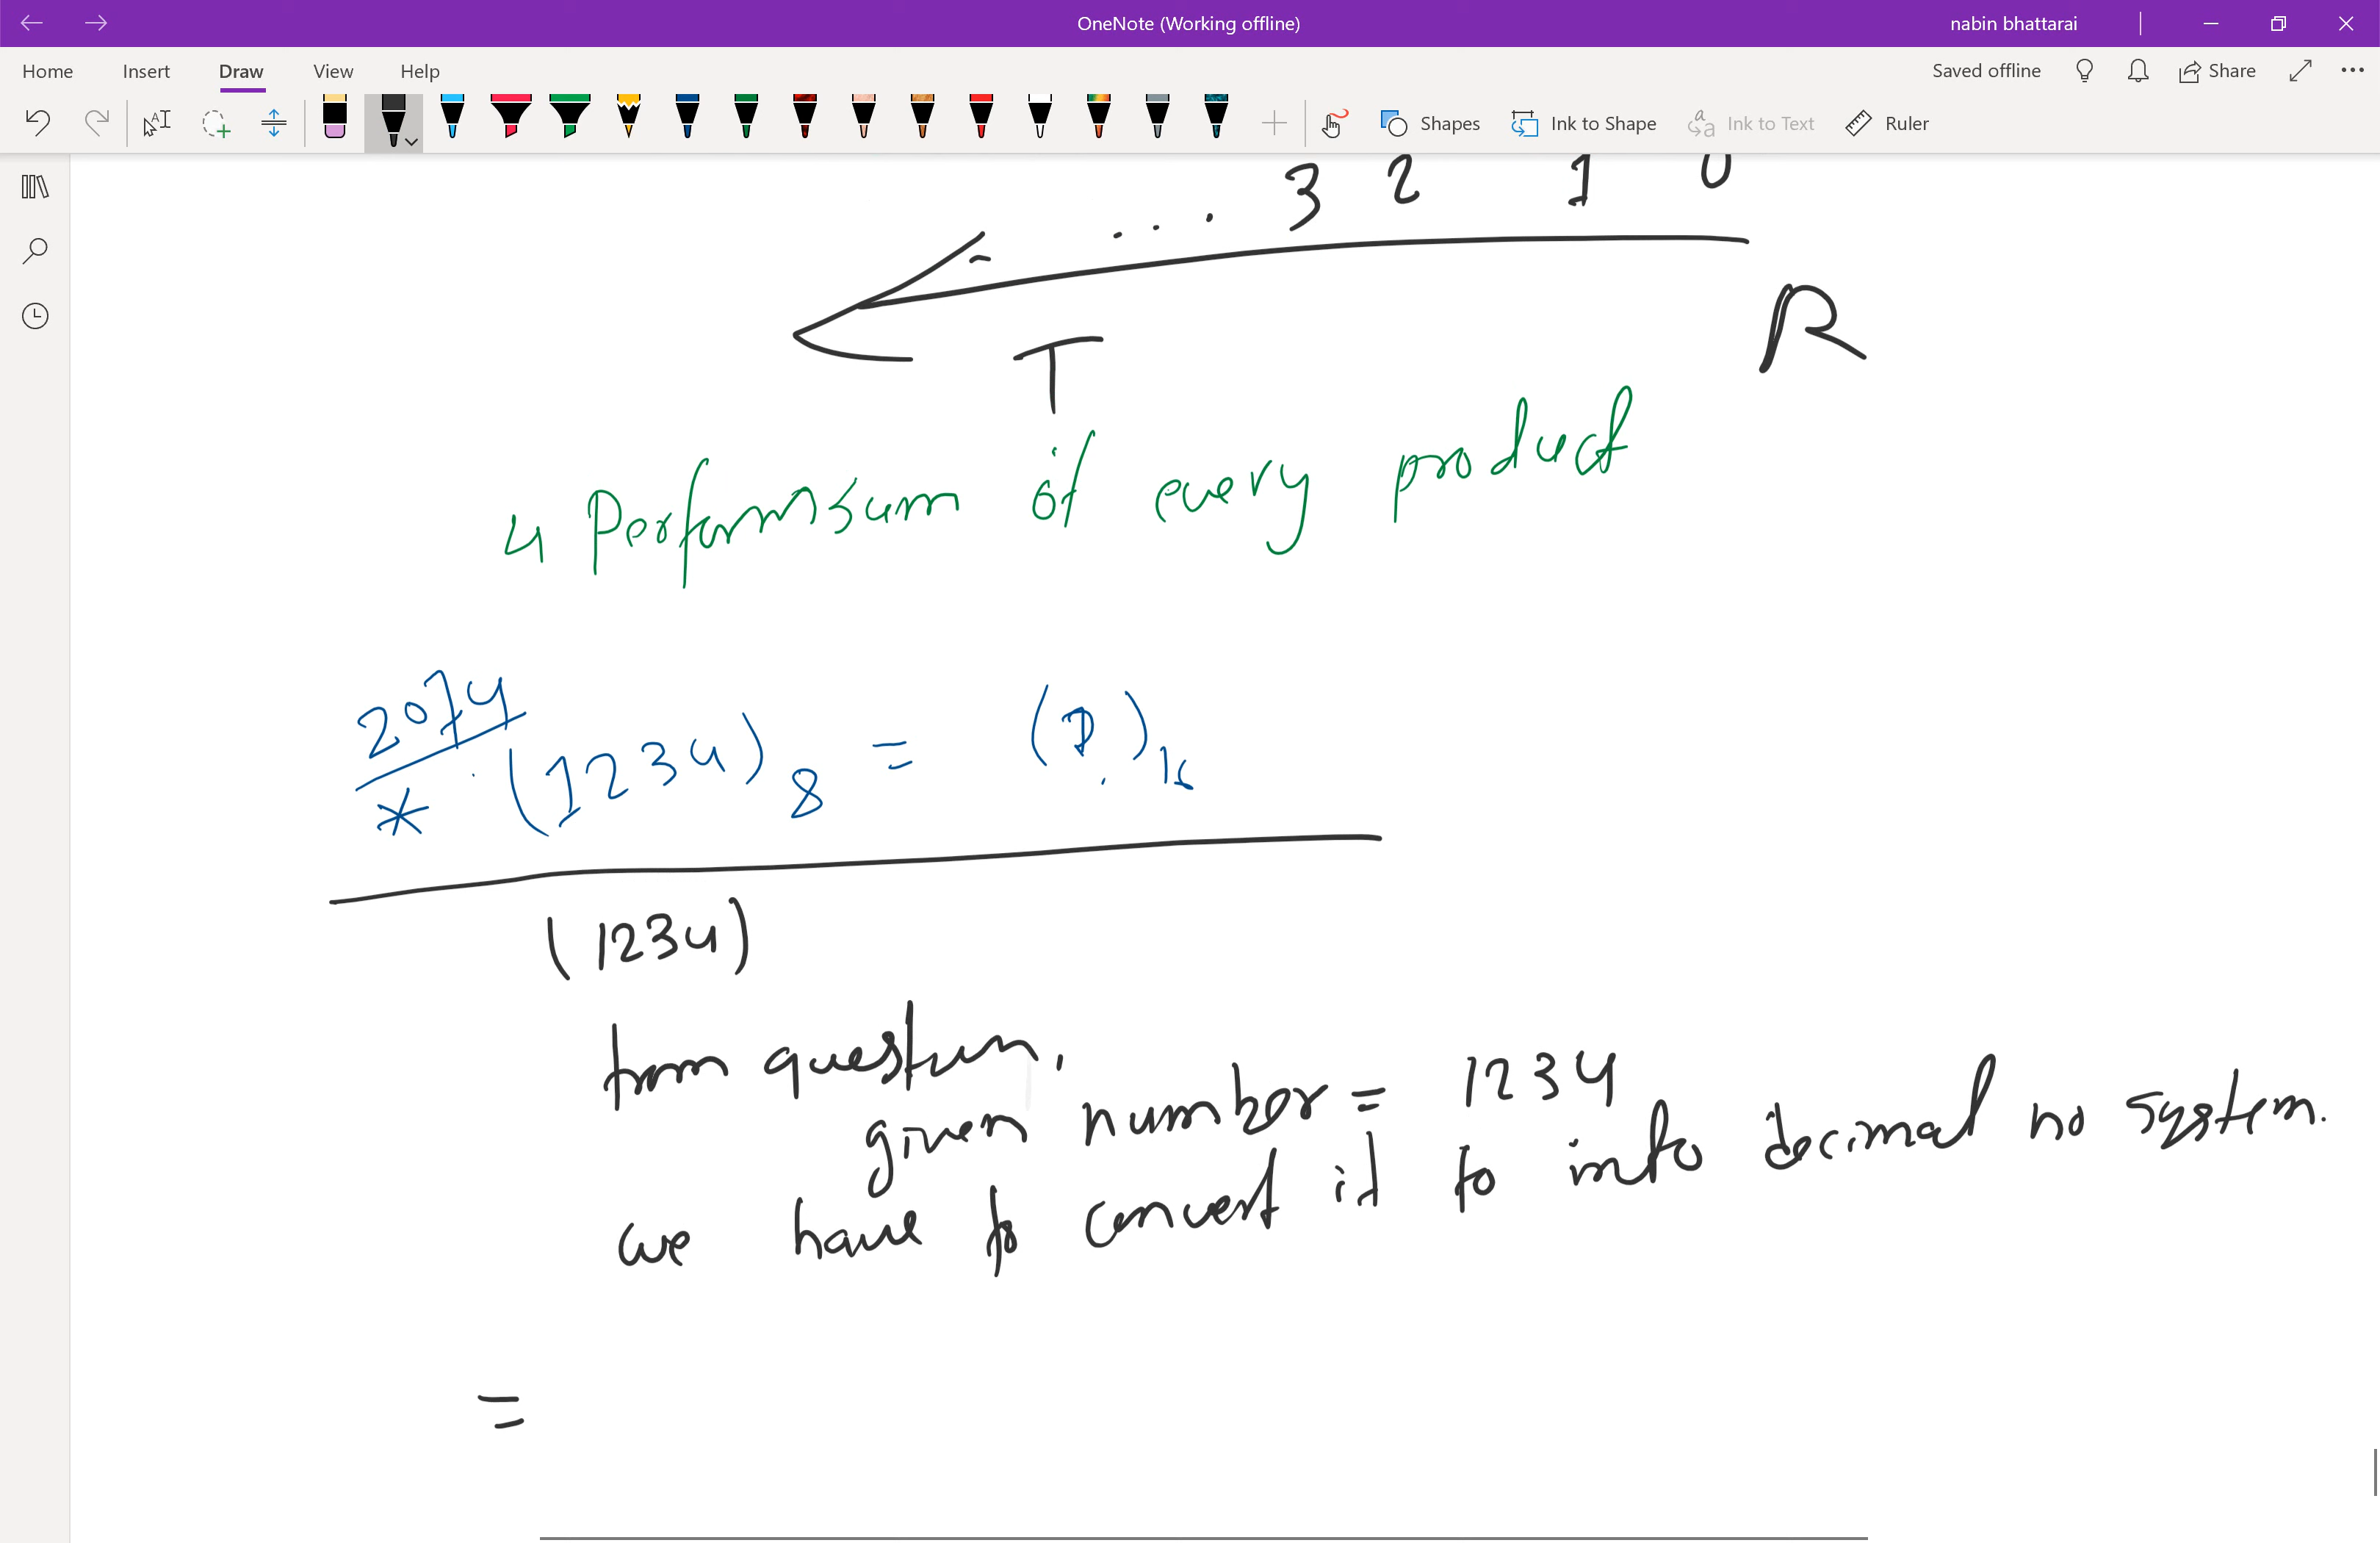 OneNote (Working offline)
nabin bhattarai
Home Insert Draw View Help
Saved offline Share
Shapes Ink to Shape Ink to Text Ruler
... 3 2 1 0
T R
4 Perform sum of every product
2074
* (1234)8 = (?)16
(1234)
from question,
given number = 1234
we have to convert it to into decimal no system.
=